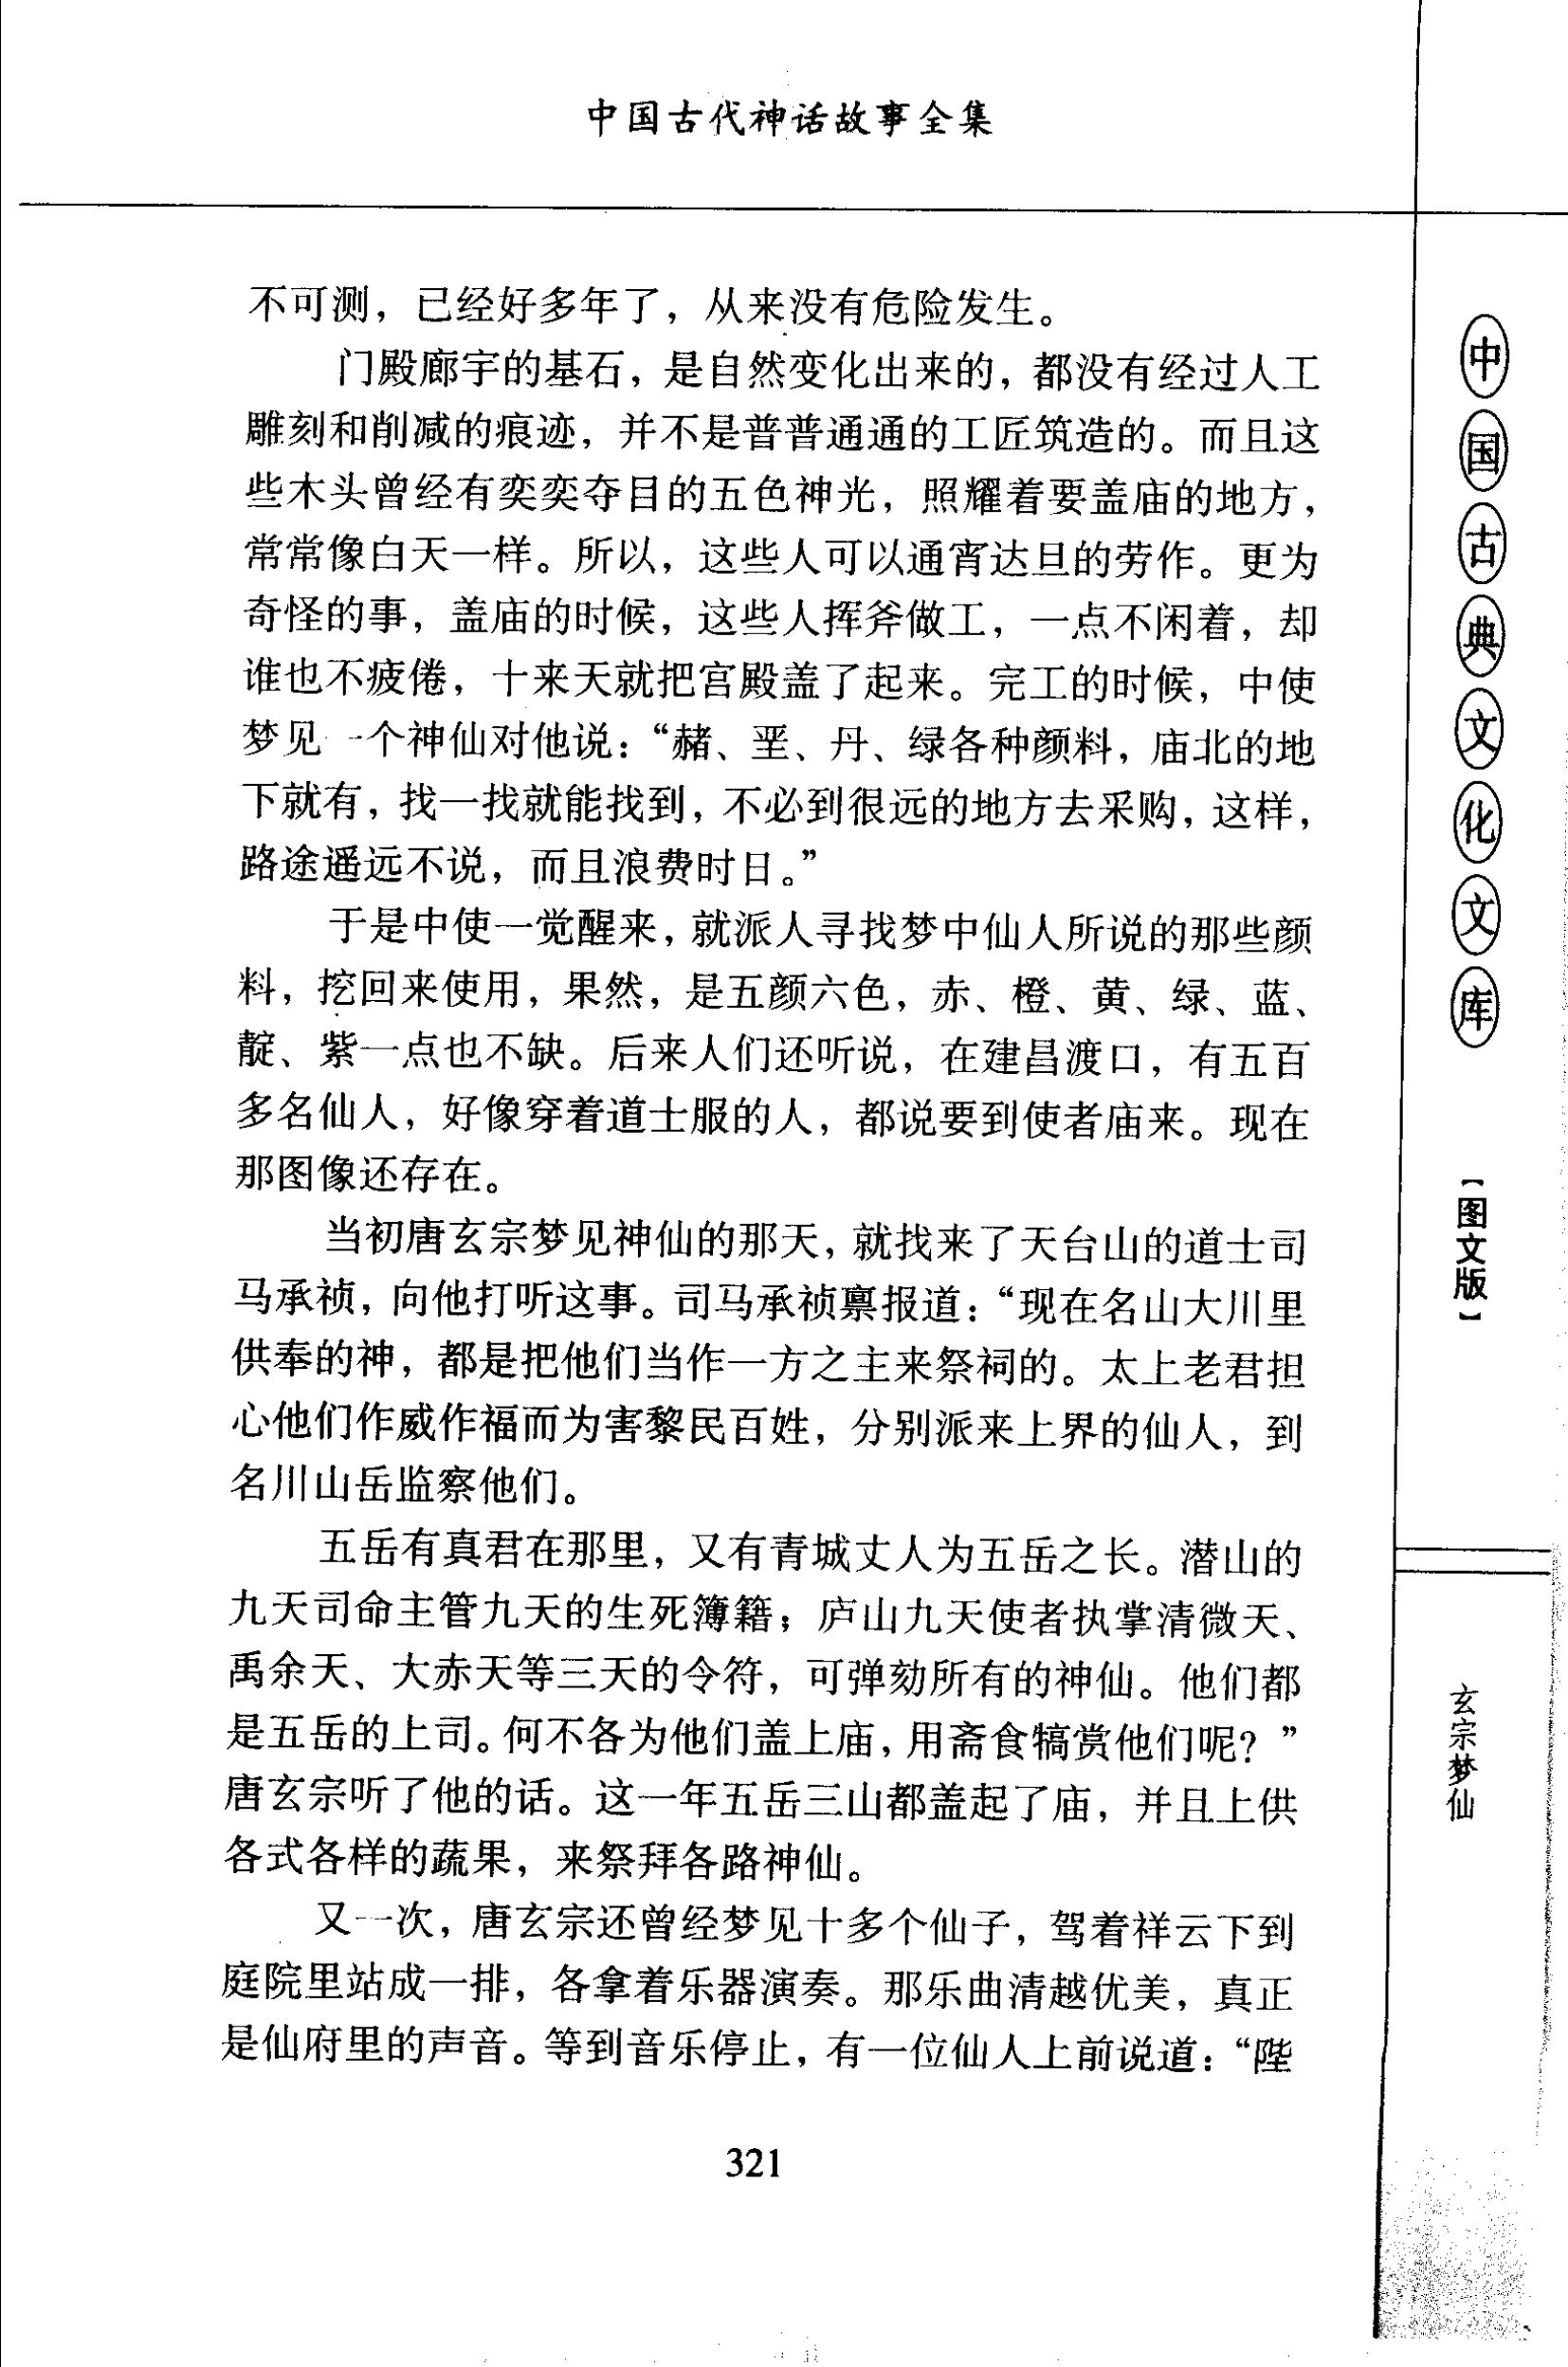 中国古代神话故事全集
不可测，已经好多年了，从来没有危险发生。
门殿廊宇的基石，是自然变化出来的，都没有经过人工
雕刻和削减的痕迹，并不是普普通通的工匠筑造的。而且这
些木头曾经有奕奕夺目的五色神光，照耀着要盖庙的地方，
常常像白天一样。所以，这些人可以通宵达旦的劳作。更为
奇怪的事，盖庙的时候，这些人挥斧做工，一点不闲着，却
谁也不疲倦，十来天就把宫殿盖了起来。完工的时候，中使
梦见一个神仙对他说：“赭、垩、丹、绿各种颜料，庙北的地
下就有，找一找就能找到，不必到很远的地方去采购，这样，
路途遥远不说，而且浪费时日。”
于是中使一觉醒来，就派人寻找梦中仙人所说的那些颜
料，挖回来使用，果然，是五颜六色，赤、橙、黄、绿、蓝、
靛、紫一点也不缺。后来人们还听说，在建昌渡口，有五百
多名仙人，好像穿着道士服的人，都说要到使者庙来。现在
那图像还存在。
当初唐玄宗梦见神仙的那天，就找来了天台山的道士司
马承祯，向他打听这事。司马承祯禀报道：“现在名山大川里
供奉的神，都是把他们当作一方之主来祭祠的。太上老君担
心他们作威作福而为害黎民百姓，分别派来上界的仙人，到
名川山岳监察他们。
五岳有真君在那里，又有青城丈人为五岳之长。潜山的
九天司命主管九天的生死簿籍；庐山九天使者执掌清微天、
禹余天、大赤天等三天的令符，可弹劾所有的神仙。他们都
是五岳的上司。何不各为他们盖上庙，用斋食犒赏他们呢？”
唐玄宗听了他的话。这一年五岳三山都盖起了庙，并且上供
各式各样的蔬果，来祭拜各路神仙。
又一次，唐玄宗还曾经梦见十多个仙子，驾着祥云下到
庭院里站成一排，各拿着乐器演奏。那乐曲清越优美，真正
是仙府里的声音。等到音乐停止，有一位仙人上前说道：“陛
321
中国古典文化文库
【图文版】
玄宗梦仙